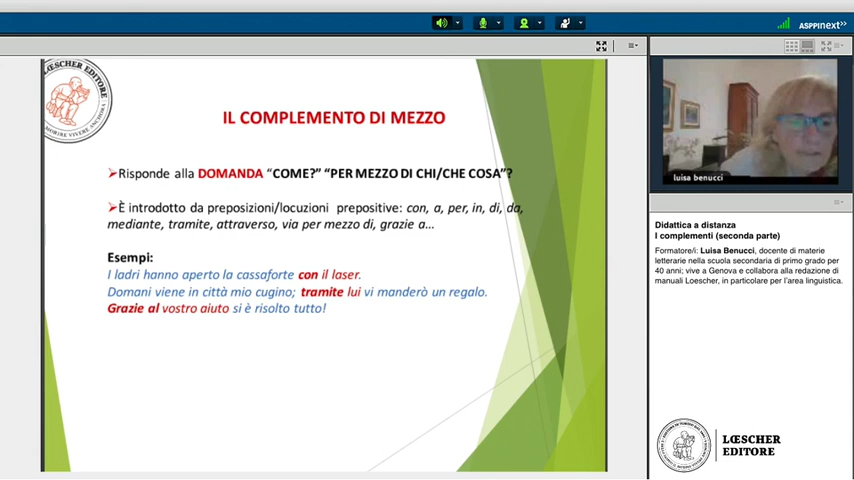 ASPPInext>>
LŒSCHER EDITORE
MORIRE VIVERE ANCHORA
IL COMPLEMENTO DI MEZZO
➢Risponde alla DOMANDA “COME?” “PER MEZZO DI CHI/CHE COSA”?
➢È introdotto da preposizioni/locuzioni prepositive: con, a, per, in, di, da,
mediante, tramite, attraverso, via per mezzo di, grazie a...
Esempi:
I ladri hanno aperto la cassaforte con il laser.
Domani viene in città mio cugino; tramite lui vi manderò un regalo.
Grazie al vostro aiuto si è risolto tutto!
luisa benucci
Didattica a distanza
I complementi (seconda parte)
Formatore/i: Luisa Benucci, docente di materie
letterarie nella scuola secondaria di primo grado per
40 anni; vive a Genova e collabora alla redazione di
manuali Loescher, in particolare per l'area linguistica.
LŒSCHER
EDITORE